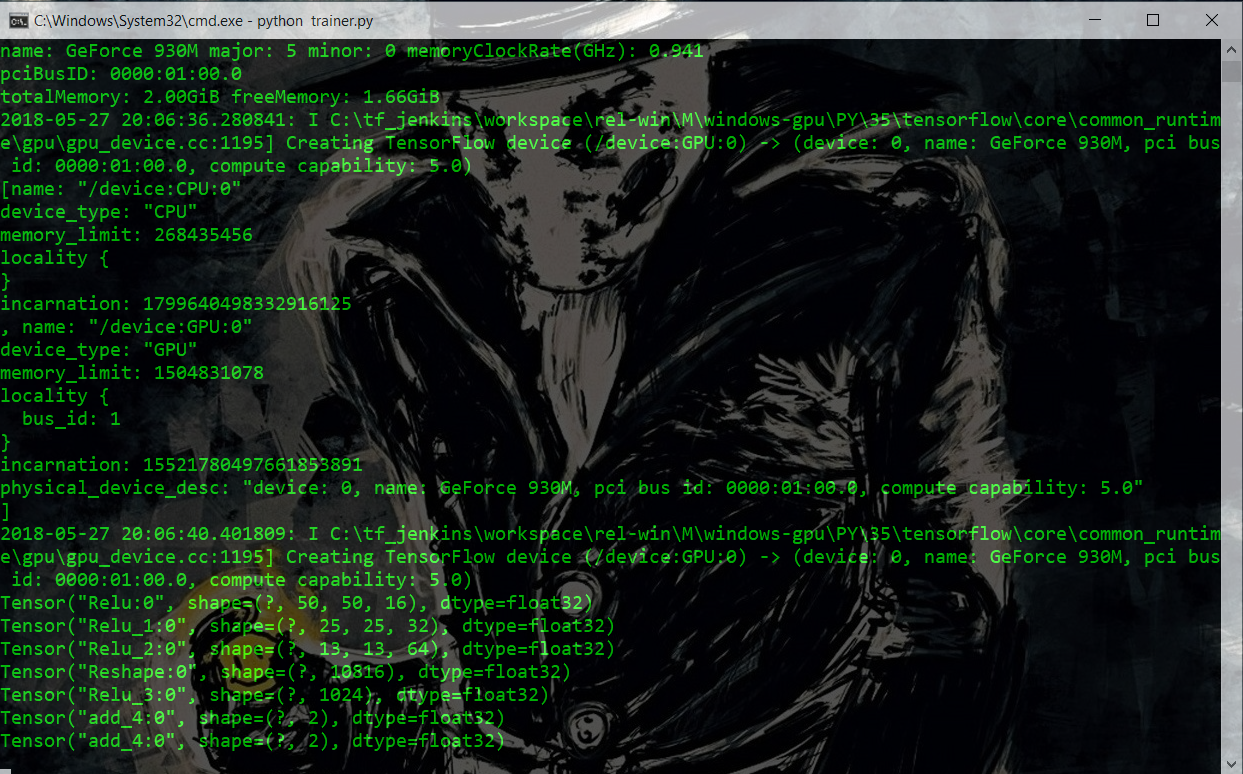 C:\Windows\System32\cmd.exe - python  trainer.py
name: GeForce 930M major: 5 minor: 0 memoryClockRate(GHz): 0.941
pciBusID: 0000:01:00.0
totalMemory: 2.00GiB freeMemory: 1.66GiB
2018-05-27 20:06:36.280841: I C:\tf_jenkins\workspace\rel-win\M\windows-gpu\PY\35\tensorflow\core\common_runtim
e\gpu\gpu_device.cc:1195] Creating TensorFlow device (/device:GPU:0) -> (device: 0, name: GeForce 930M, pci bus
 id: 0000:01:00.0, compute capability: 5.0)
[name: "/device:CPU:0"
device_type: "CPU"
memory_limit: 268435456
locality {
}
incarnation: 1799640498332916125
, name: "/device:GPU:0"
device_type: "GPU"
memory_limit: 1504831078
locality {
  bus_id: 1
}
incarnation: 15521780497661853891
physical_device_desc: "device: 0, name: GeForce 930M, pci bus id: 0000:01:00.0, compute capability: 5.0"
]
2018-05-27 20:06:40.401809: I C:\tf_jenkins\workspace\rel-win\M\windows-gpu\PY\35\tensorflow\core\common_runtim
e\gpu\gpu_device.cc:1195] Creating TensorFlow device (/device:GPU:0) -> (device: 0, name: GeForce 930M, pci bus
 id: 0000:01:00.0, compute capability: 5.0)
Tensor("Relu:0", shape=(?, 50, 50, 16), dtype=float32)
Tensor("Relu_1:0", shape=(?, 25, 25, 32), dtype=float32)
Tensor("Relu_2:0", shape=(?, 13, 13, 64), dtype=float32)
Tensor("Reshape:0", shape=(?, 10816), dtype=float32)
Tensor("Relu_3:0", shape=(?, 1024), dtype=float32)
Tensor("add_4:0", shape=(?, 2), dtype=float32)
Tensor("add_4:0", shape=(?, 2), dtype=float32)